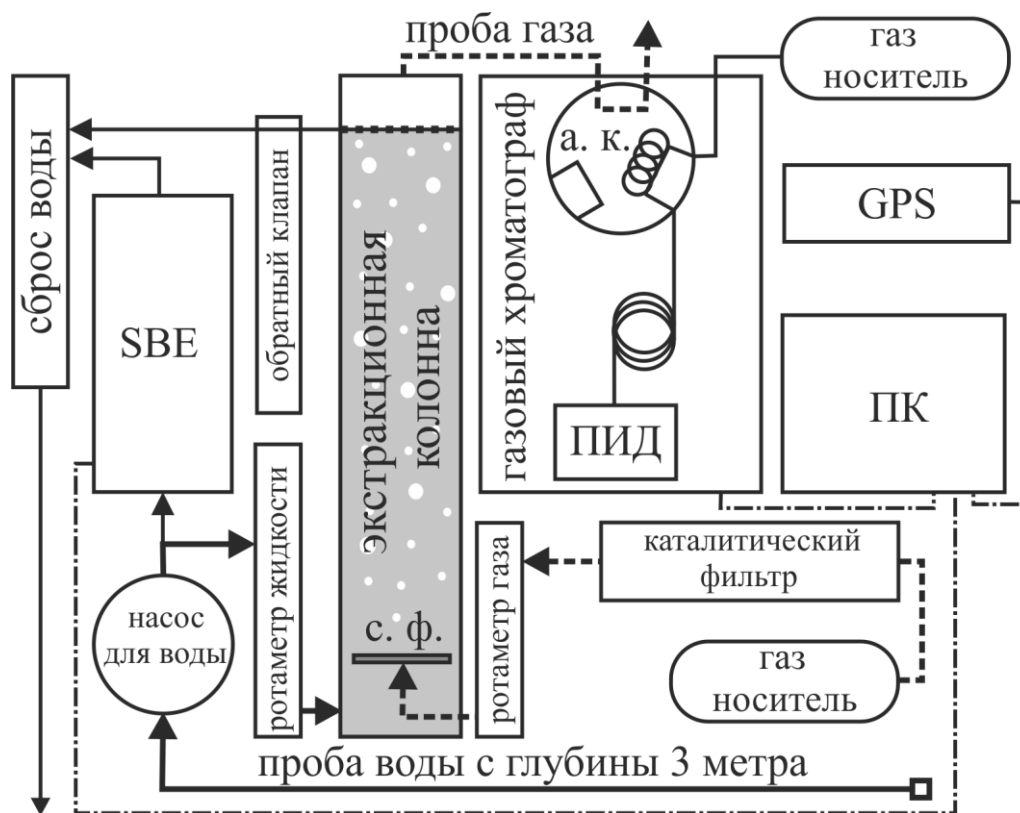 проба газа
газ
носитель
сброс воды
обратный клапан
SBE
экстракционная
колонна
газовый хроматограф
а. к.
GPS
ПИД
ПК
насос
для воды
ротаметр жидкости
с. ф.
ротаметр газа
каталитический
фильтр
газ
носитель
проба воды с глубины 3 метра